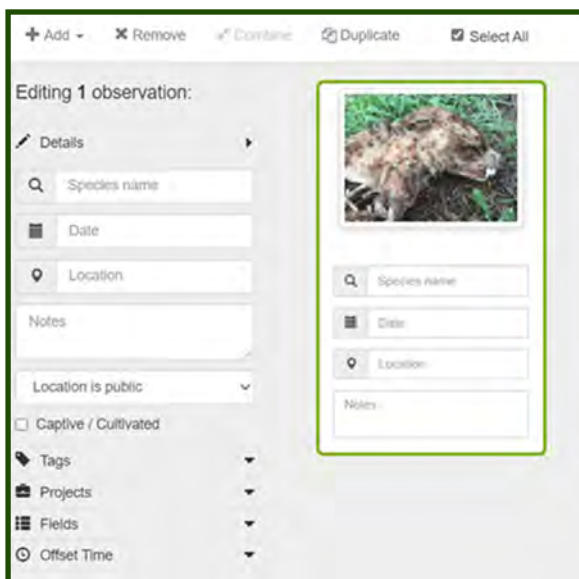 Add Remove Combine Duplicate Select All
Editing 1 observation:
Details
Species name
Date
Location
Notes
Location is public
Captive / Cultivated
Tags
Projects
Fields
Offset Time
Species name
Date
Location
Notes